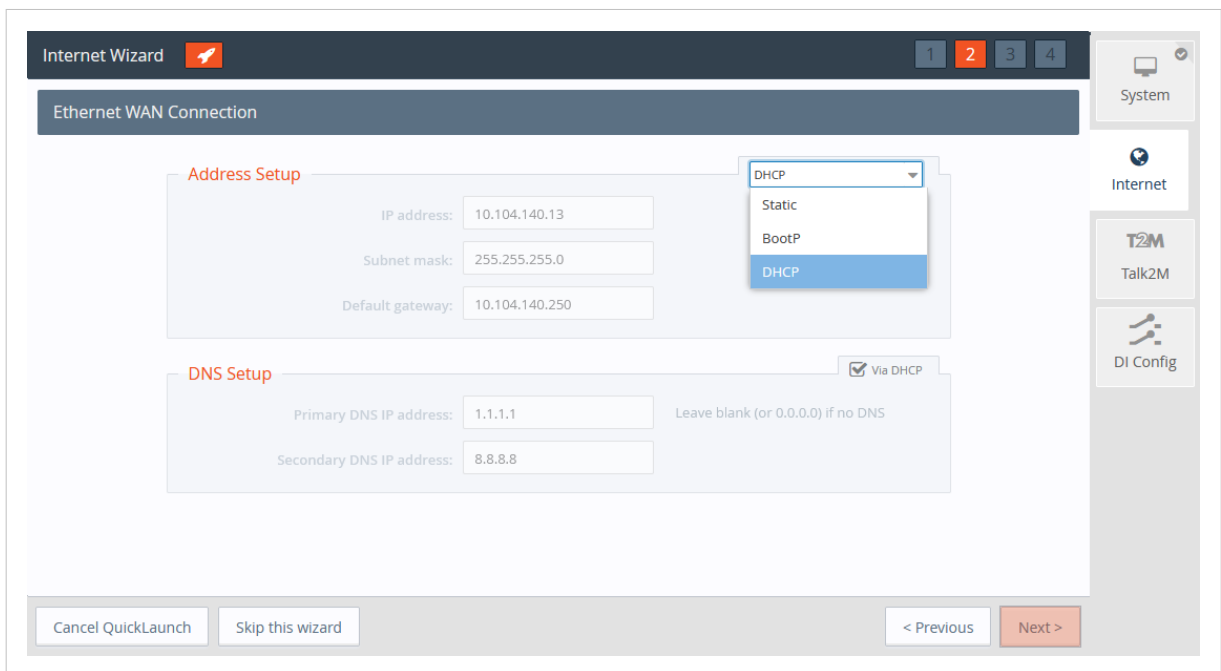 Internet Wizard
1 2 3 4
System
Ethernet WAN Connection
Internet
T2M
Talk2M
DI Config
Address Setup
DHCP
Static
BootP
DHCP
IP address: 10.104.140.13
Subnet mask: 255.255.255.0
Default gateway: 10.104.140.250
DNS Setup
Via DHCP
Primary DNS IP address: 1.1.1.1 Leave blank (or 0.0.0.0) if no DNS
Secondary DNS IP address: 8.8.8.8
Cancel QuickLaunch Skip this wizard < Previous Next >